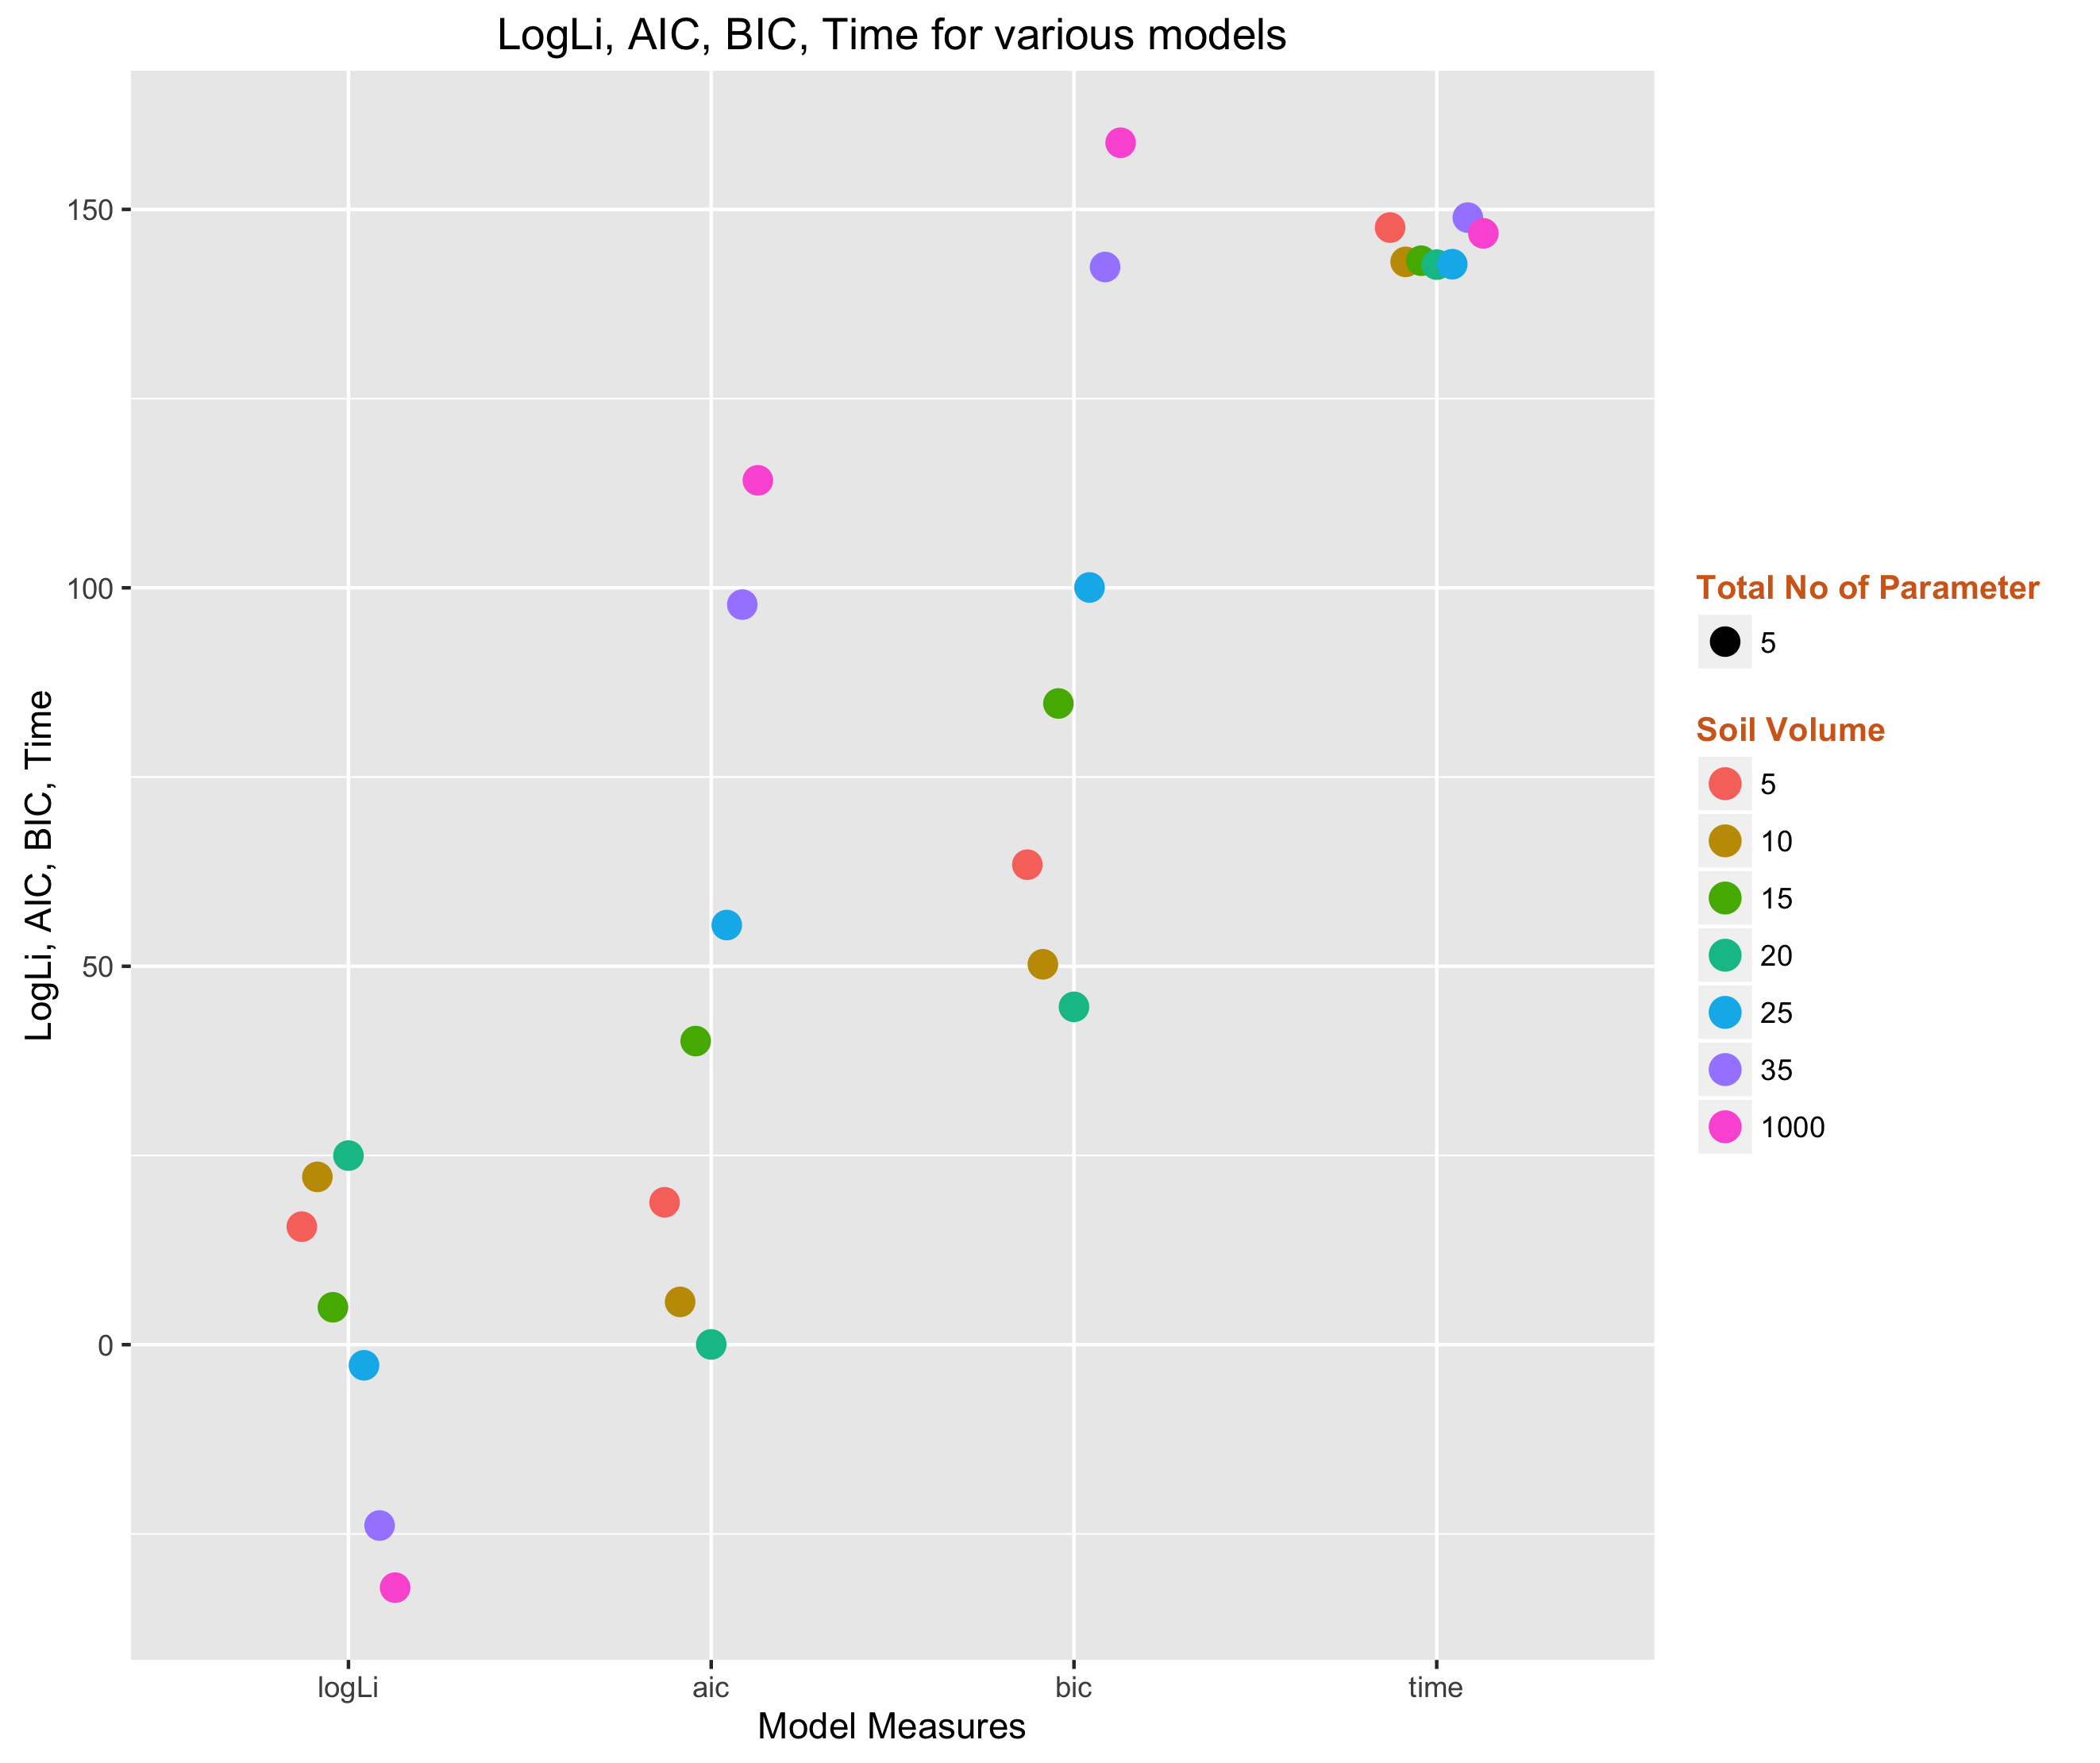 LogLi, AIC, BIC, Time for various models
LogLi, AIC, BIC, Time
150
100
50
0
logLi
aic
bic
time
Model Measures
Total No of Parameter
5
Soil Volume
5
10
15
20
25
35
1000